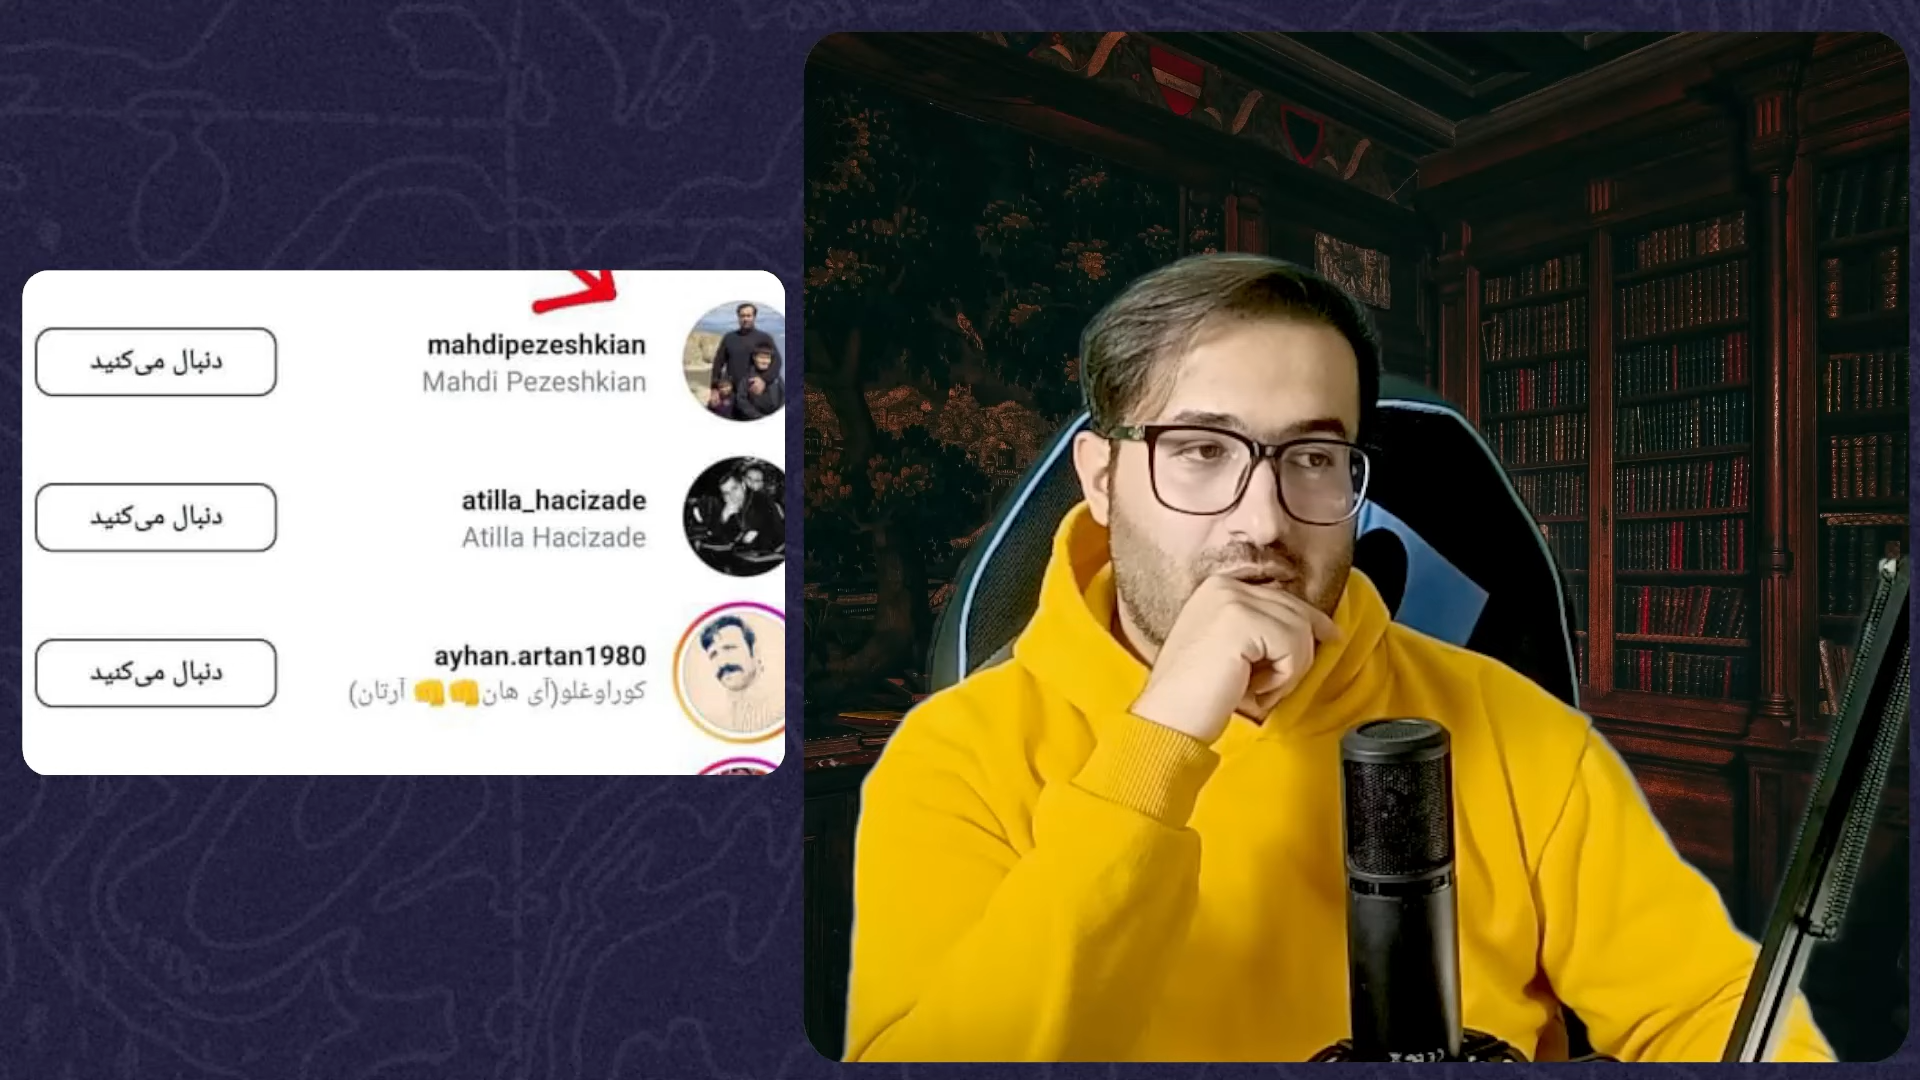 دنبال می‌کنید
mahdipezeshkian
Mahdi Pezeshkian
دنبال می‌کنید
atilla_hacizade
Atilla Hacizade
دنبال می‌کنید
ayhan.artan1980
کوراوغلو(آی هان👊👊 آرتان)